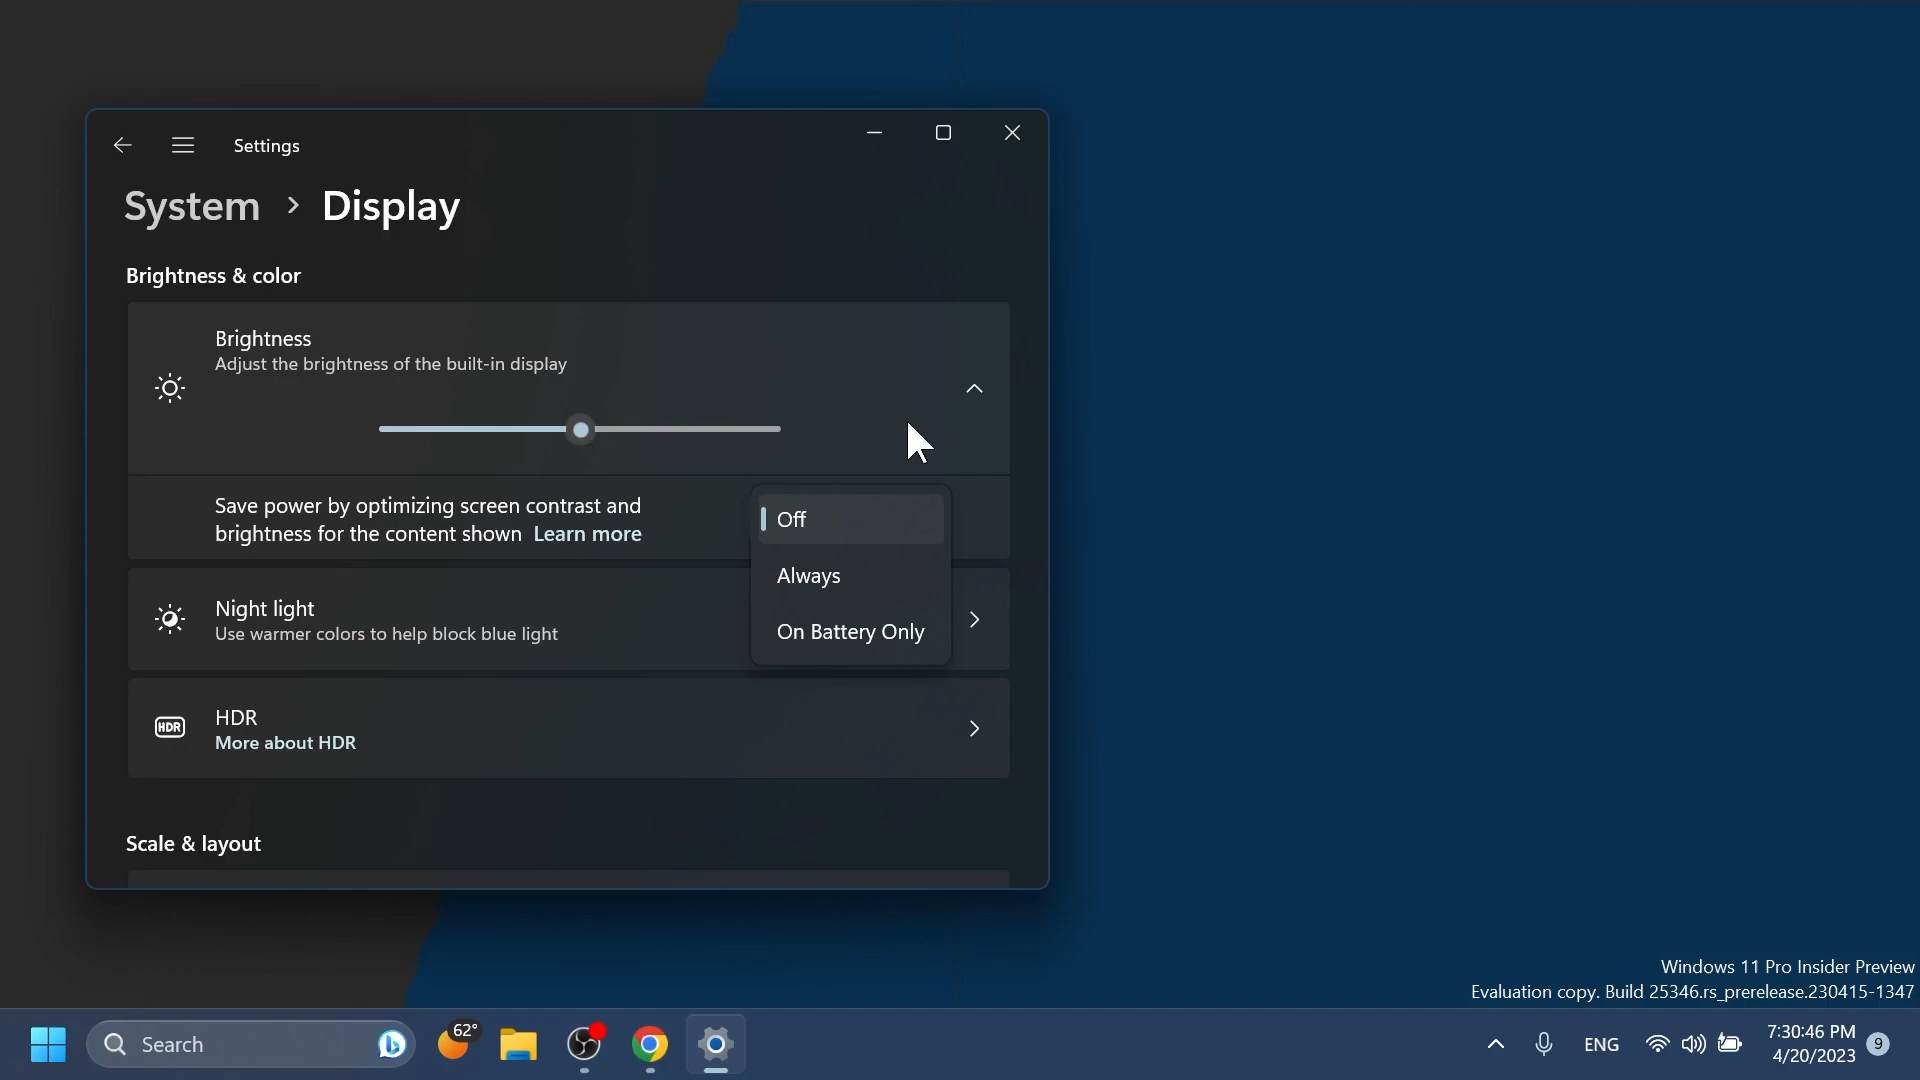 Settings
System > Display
Brightness & color
Brightness
Adjust the brightness of the built-in display
Save power by optimizing screen contrast and
brightness for the content shown Learn more
Off
Always
On Battery Only
Night light
Use warmer colors to help block blue light
HDR
HDR
More about HDR
Scale & layout
Windows 11 Pro Insider Preview
Evaluation copy. Build 25346.rs_prerelease.230415-1347
Search
62°
ENG
7:30:46 PM
4/20/2023
9